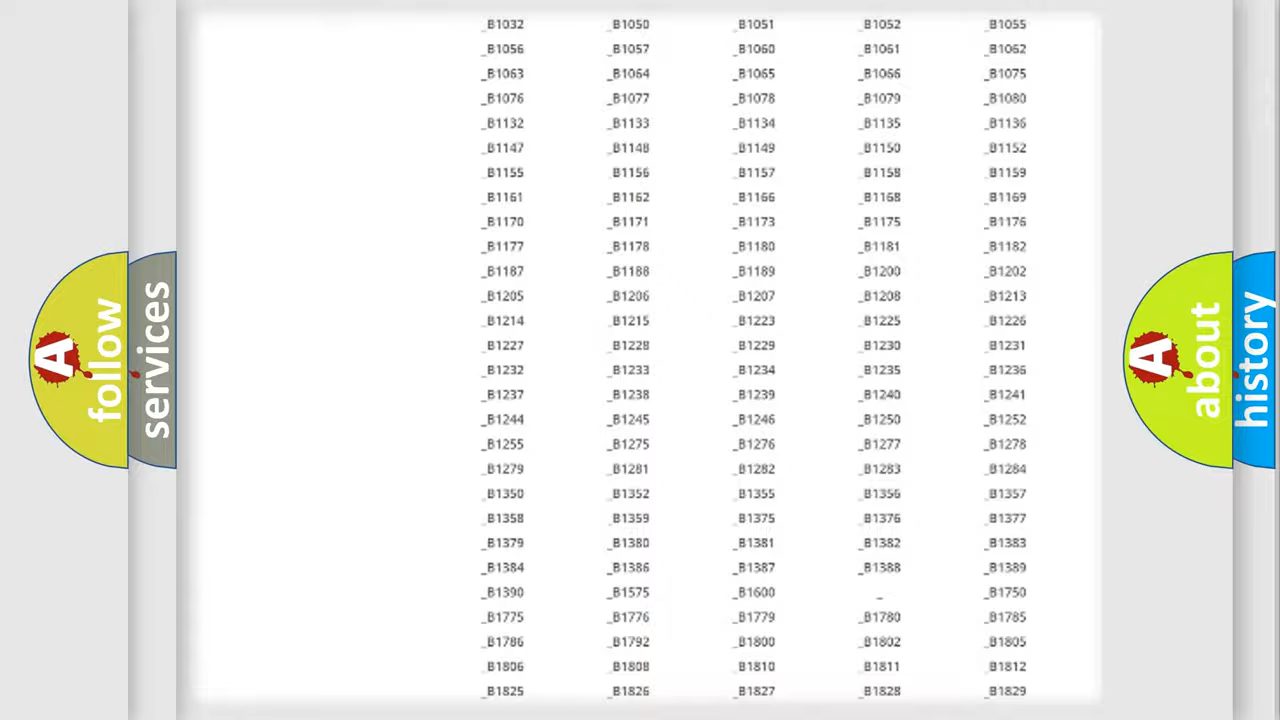 _B1032 _B1050 _B1051 _B1052 _B1055
_B1056 _B1057 _B1060 _B1061 _B1062
_B1063 _B1064 _B1065 _B1066 _B1075
_B1076 _B1077 _B1078 _B1079 _B1080
_B1132 _B1133 _B1134 _B1135 _B1136
_B1147 _B1148 _B1149 _B1150 _B1152
_B1155 _B1156 _B1157 _B1158 _B1159
_B1161 _B1162 _B1166 _B1168 _B1169
_B1170 _B1171 _B1173 _B1175 _B1176
_B1177 _B1178 _B1180 _B1181 _B1182
_B1187 _B1188 _B1189 _B1200 _B1202
_B1205 _B1206 _B1207 _B1208 _B1213
_B1214 _B1215 _B1223 _B1225 _B1226
_B1227 _B1228 _B1229 _B1230 _B1231
_B1232 _B1233 _B1234 _B1235 _B1236
_B1237 _B1238 _B1239 _B1240 _B1241
_B1244 _B1245 _B1246 _B1250 _B1252
_B1255 _B1275 _B1276 _B1277 _B1278
_B1279 _B1281 _B1282 _B1283 _B1284
_B1350 _B1352 _B1355 _B1356 _B1357
_B1358 _B1359 _B1375 _B1376 _B1377
_B1379 _B1380 _B1381 _B1382 _B1383
_B1384 _B1386 _B1387 _B1388 _B1389
_B1390 _B1575 _B1600 _ _B1750
_B1775 _B1776 _B1779 _B1780 _B1785
_B1786 _B1792 _B1800 _B1802 _B1805
_B1806 _B1808 _B1810 _B1811 _B1812
_B1825 _B1826 _B1827 _B1828 _B1829
A follow
services
A about
history